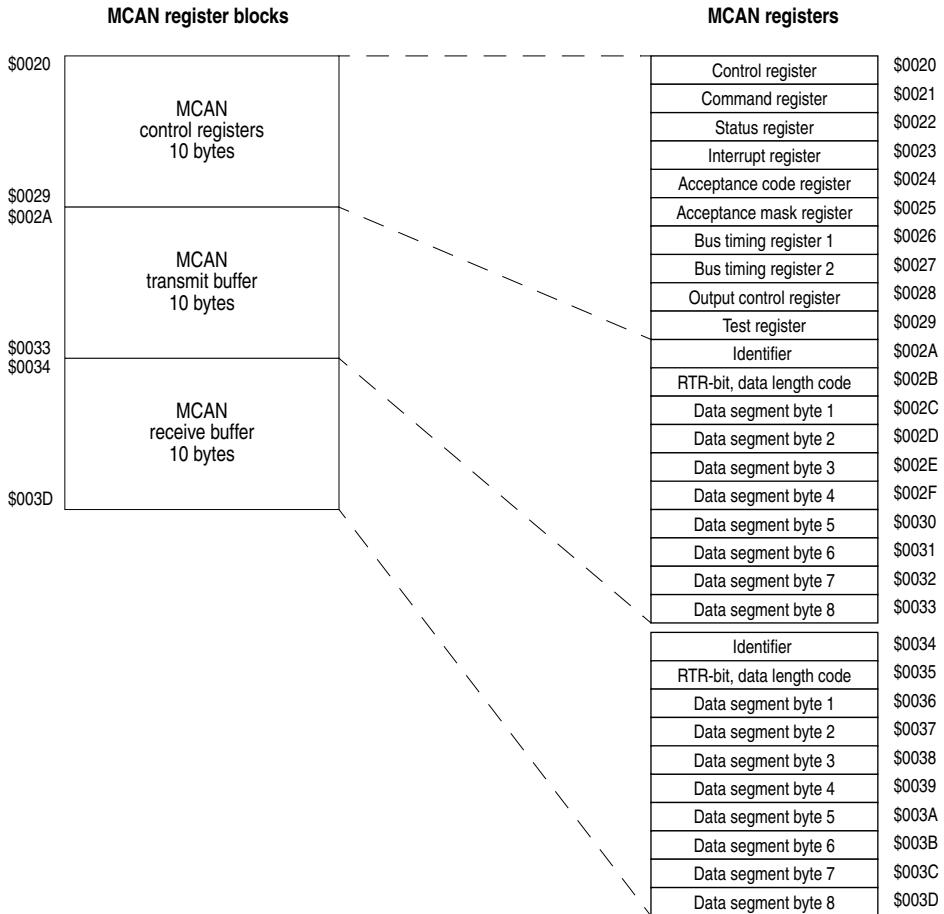 MCAN register blocks
$0020
MCAN
control registers
10 bytes
$0029
$002A
MCAN
transmit buffer
10 bytes
$0033
$0034
MCAN
receive buffer
10 bytes
$003D
MCAN registers
Control register $0020
Command register $0021
Status register $0022
Interrupt register $0023
Acceptance code register $0024
Acceptance mask register $0025
Bus timing register 1 $0026
Bus timing register 2 $0027
Output control register $0028
Test register $0029
Identifier $002A
RTR-bit, data length code $002B
Data segment byte 1 $002C
Data segment byte 2 $002D
Data segment byte 3 $002E
Data segment byte 4 $002F
Data segment byte 5 $0030
Data segment byte 6 $0031
Data segment byte 7 $0032
Data segment byte 8 $0033
Identifier $0034
RTR-bit, data length code $0035
Data segment byte 1 $0036
Data segment byte 2 $0037
Data segment byte 3 $0038
Data segment byte 4 $0039
Data segment byte 5 $003A
Data segment byte 6 $003B
Data segment byte 7 $003C
Data segment byte 8 $003D